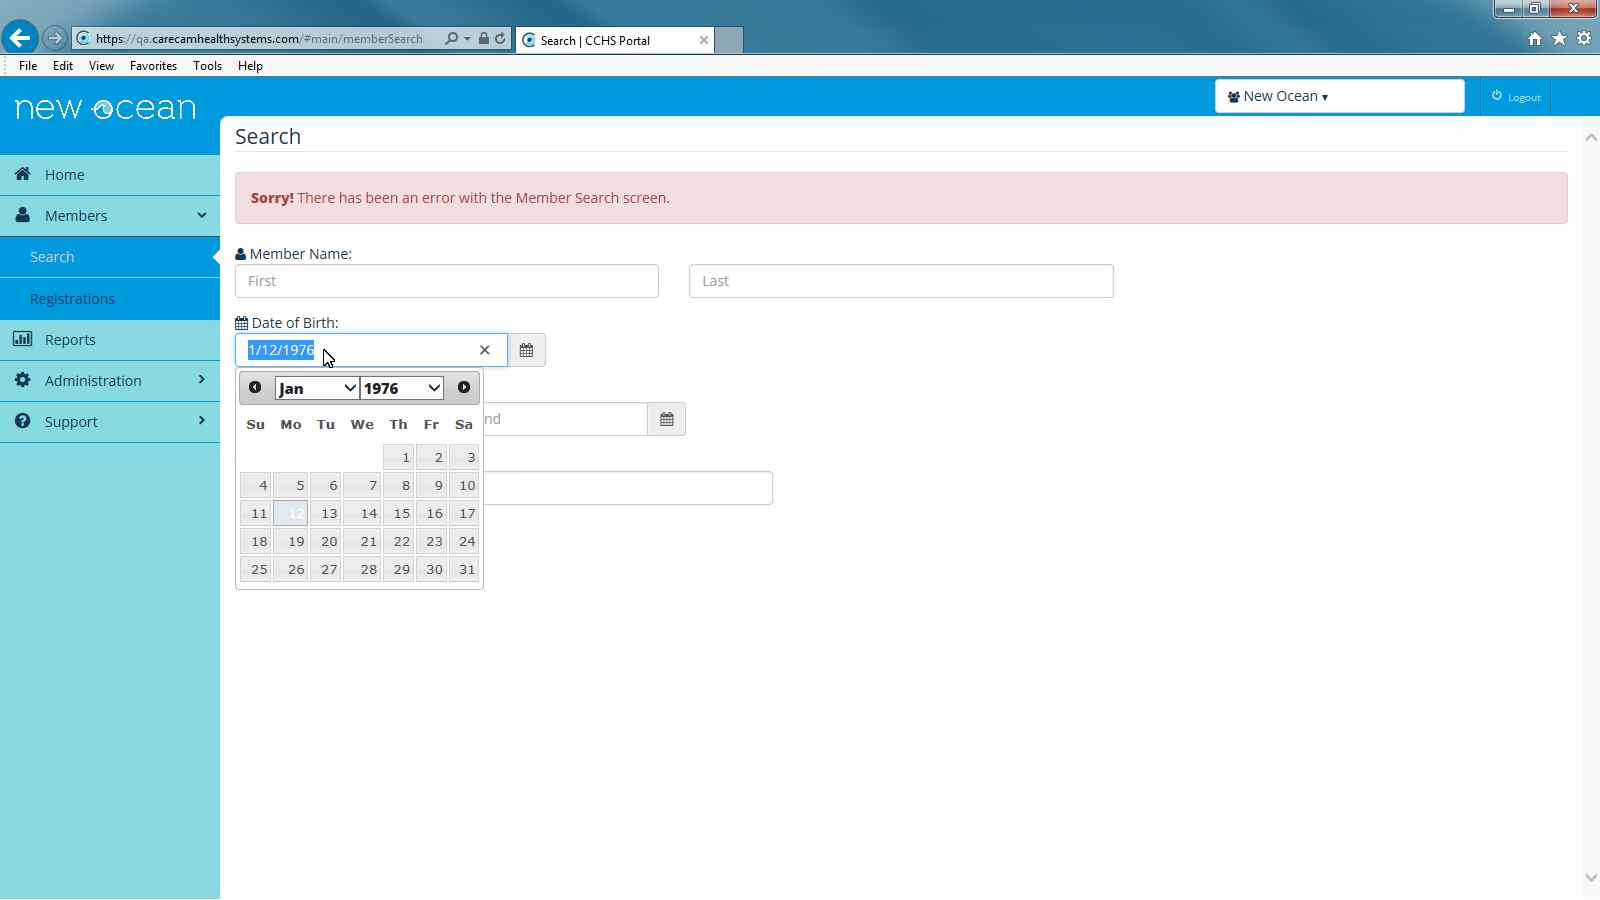 https://qa.carecamhealthsystems.com/#main/memberSearch
Search | CCHS Portal
File Edit View Favorites Tools Help
new ocean
New Ocean
Logout
Home
Members
Search
Registrations
Reports
Administration
Support
Search
Sorry! There has been an error with the Member Search screen.
Member Name:
First Last
Date of Birth:
1/12/1976
Jan 1976
Su Mo Tu We Th Fr Sa
1 2 3
4 5 6 7 8 9 10
11 12 13 14 15 16 17
18 19 20 21 22 23 24
25 26 27 28 29 30 31
nd